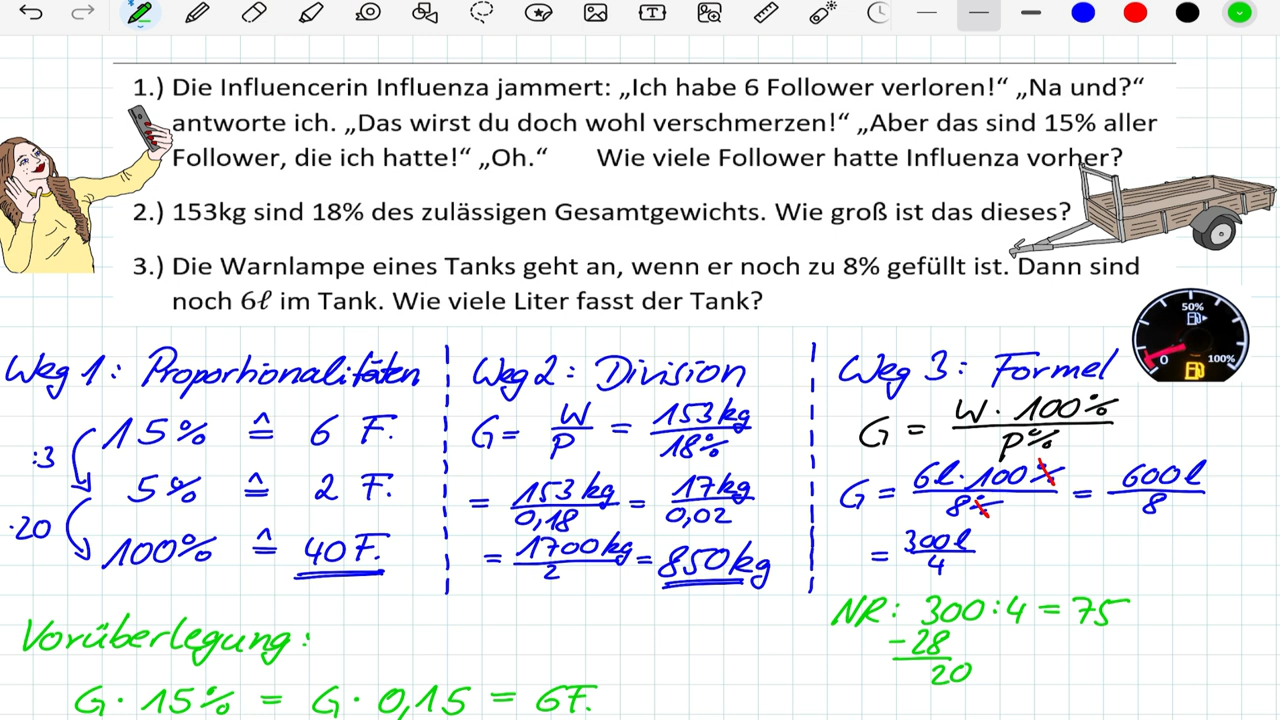 1.) Die Influencerin Influenza jammert: „Ich habe 6 Follower verloren!“ „Na und?“
antworte ich. „Das wirst du doch wohl verschmerzen!“ „Aber das sind 15% aller
Follower, die ich hatte!“ „Oh.“ Wie viele Follower hatte Influenza vorher?
2.) 153kg sind 18% des zulässigen Gesamtgewichts. Wie groß ist das dieses?
3.) Die Warnlampe eines Tanks geht an, wenn er noch zu 8% gefüllt ist. Dann sind
noch 6ℓ im Tank. Wie viele Liter fasst der Tank?
50%
0
100%
Weg 1: Proportionalitäten
15% ≙ 6 F.
:3
5% ≙ 2 F.
·20
100% ≙ 40 F.
Weg 2: Division
G = W/P = 153 kg/18%
= 153 kg/0,18 = 17 kg/0,02
= 1700 kg/2 = 850 kg
Weg 3: Formel
G = W · 100%/p%
G = 6l · 100%/8% = 600 l/8
= 300 l/4
NR: 300:4 = 75
-28
20
Vorüberlegung:
G · 15% = G · 0,15 = 6F.